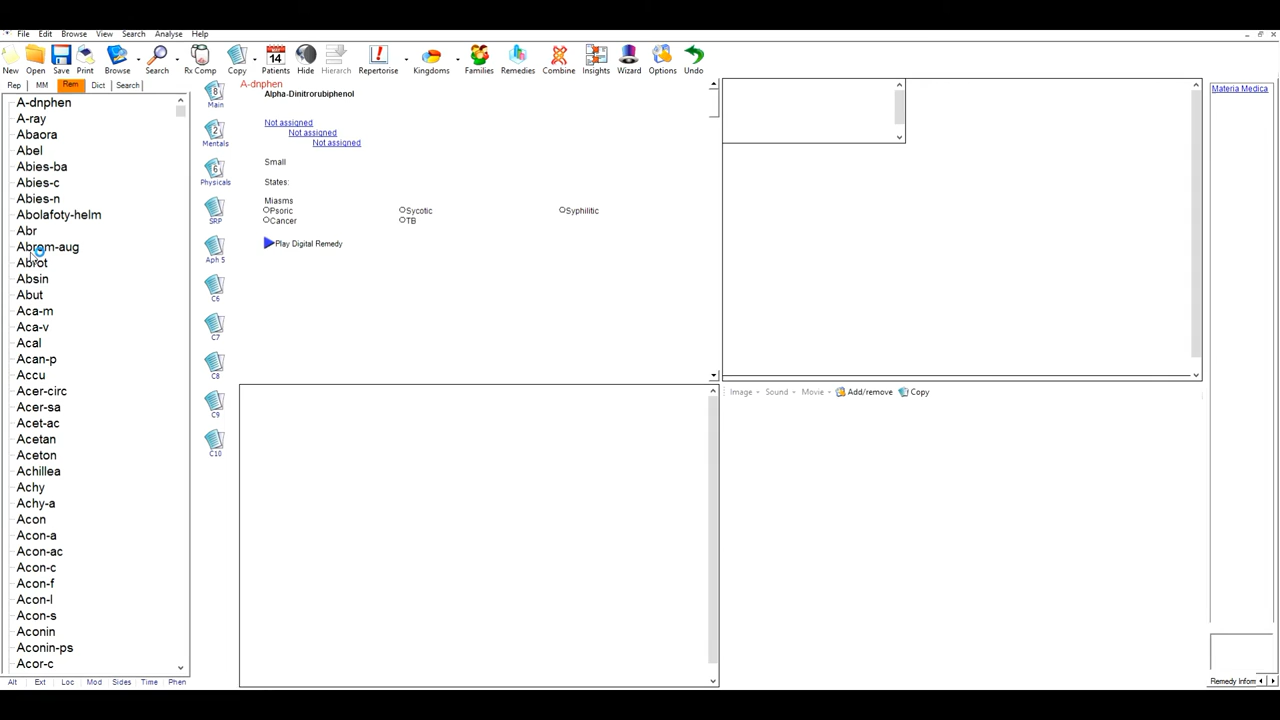 File Edit Browse View Search Analyse Help
New Open Save Print Browse Search Rx Comp Copy Patients Hide Hierarch Repertorise Kingdoms Families Remedies Combine Insights Wizard Options Undo
14
Rep MM Rem Dict Search
A-dnphen
A-ray
Abaora
Abel
Abies-ba
Abies-c
Abies-n
Abolafoty-helm
Abr
Abrom-aug
Abrot
Absin
Abut
Aca-m
Aca-v
Acal
Acan-p
Accu
Acer-circ
Acer-sa
Acet-ac
Acetan
Aceton
Achillea
Achy
Achy-a
Acon
Acon-a
Acon-ac
Acon-c
Acon-f
Acon-l
Acon-s
Aconin
Aconin-ps
Acor-c
Alt Ext Loc Mod Sides Time Phen
8
Main
2
Mentals
6
Physicals
SRP
Aph 5
C6
C7
C8
C9
C10
A-dnphen
Alpha-Dinitrorubiphenol
Not assigned
Not assigned
Not assigned
Small
States:
Miasms
Psoric Sycotic Syphilitic
Cancer TB
Play Digital Remedy
Image Sound Movie Add/remove Copy
Materia Medica
Remedy Inforn